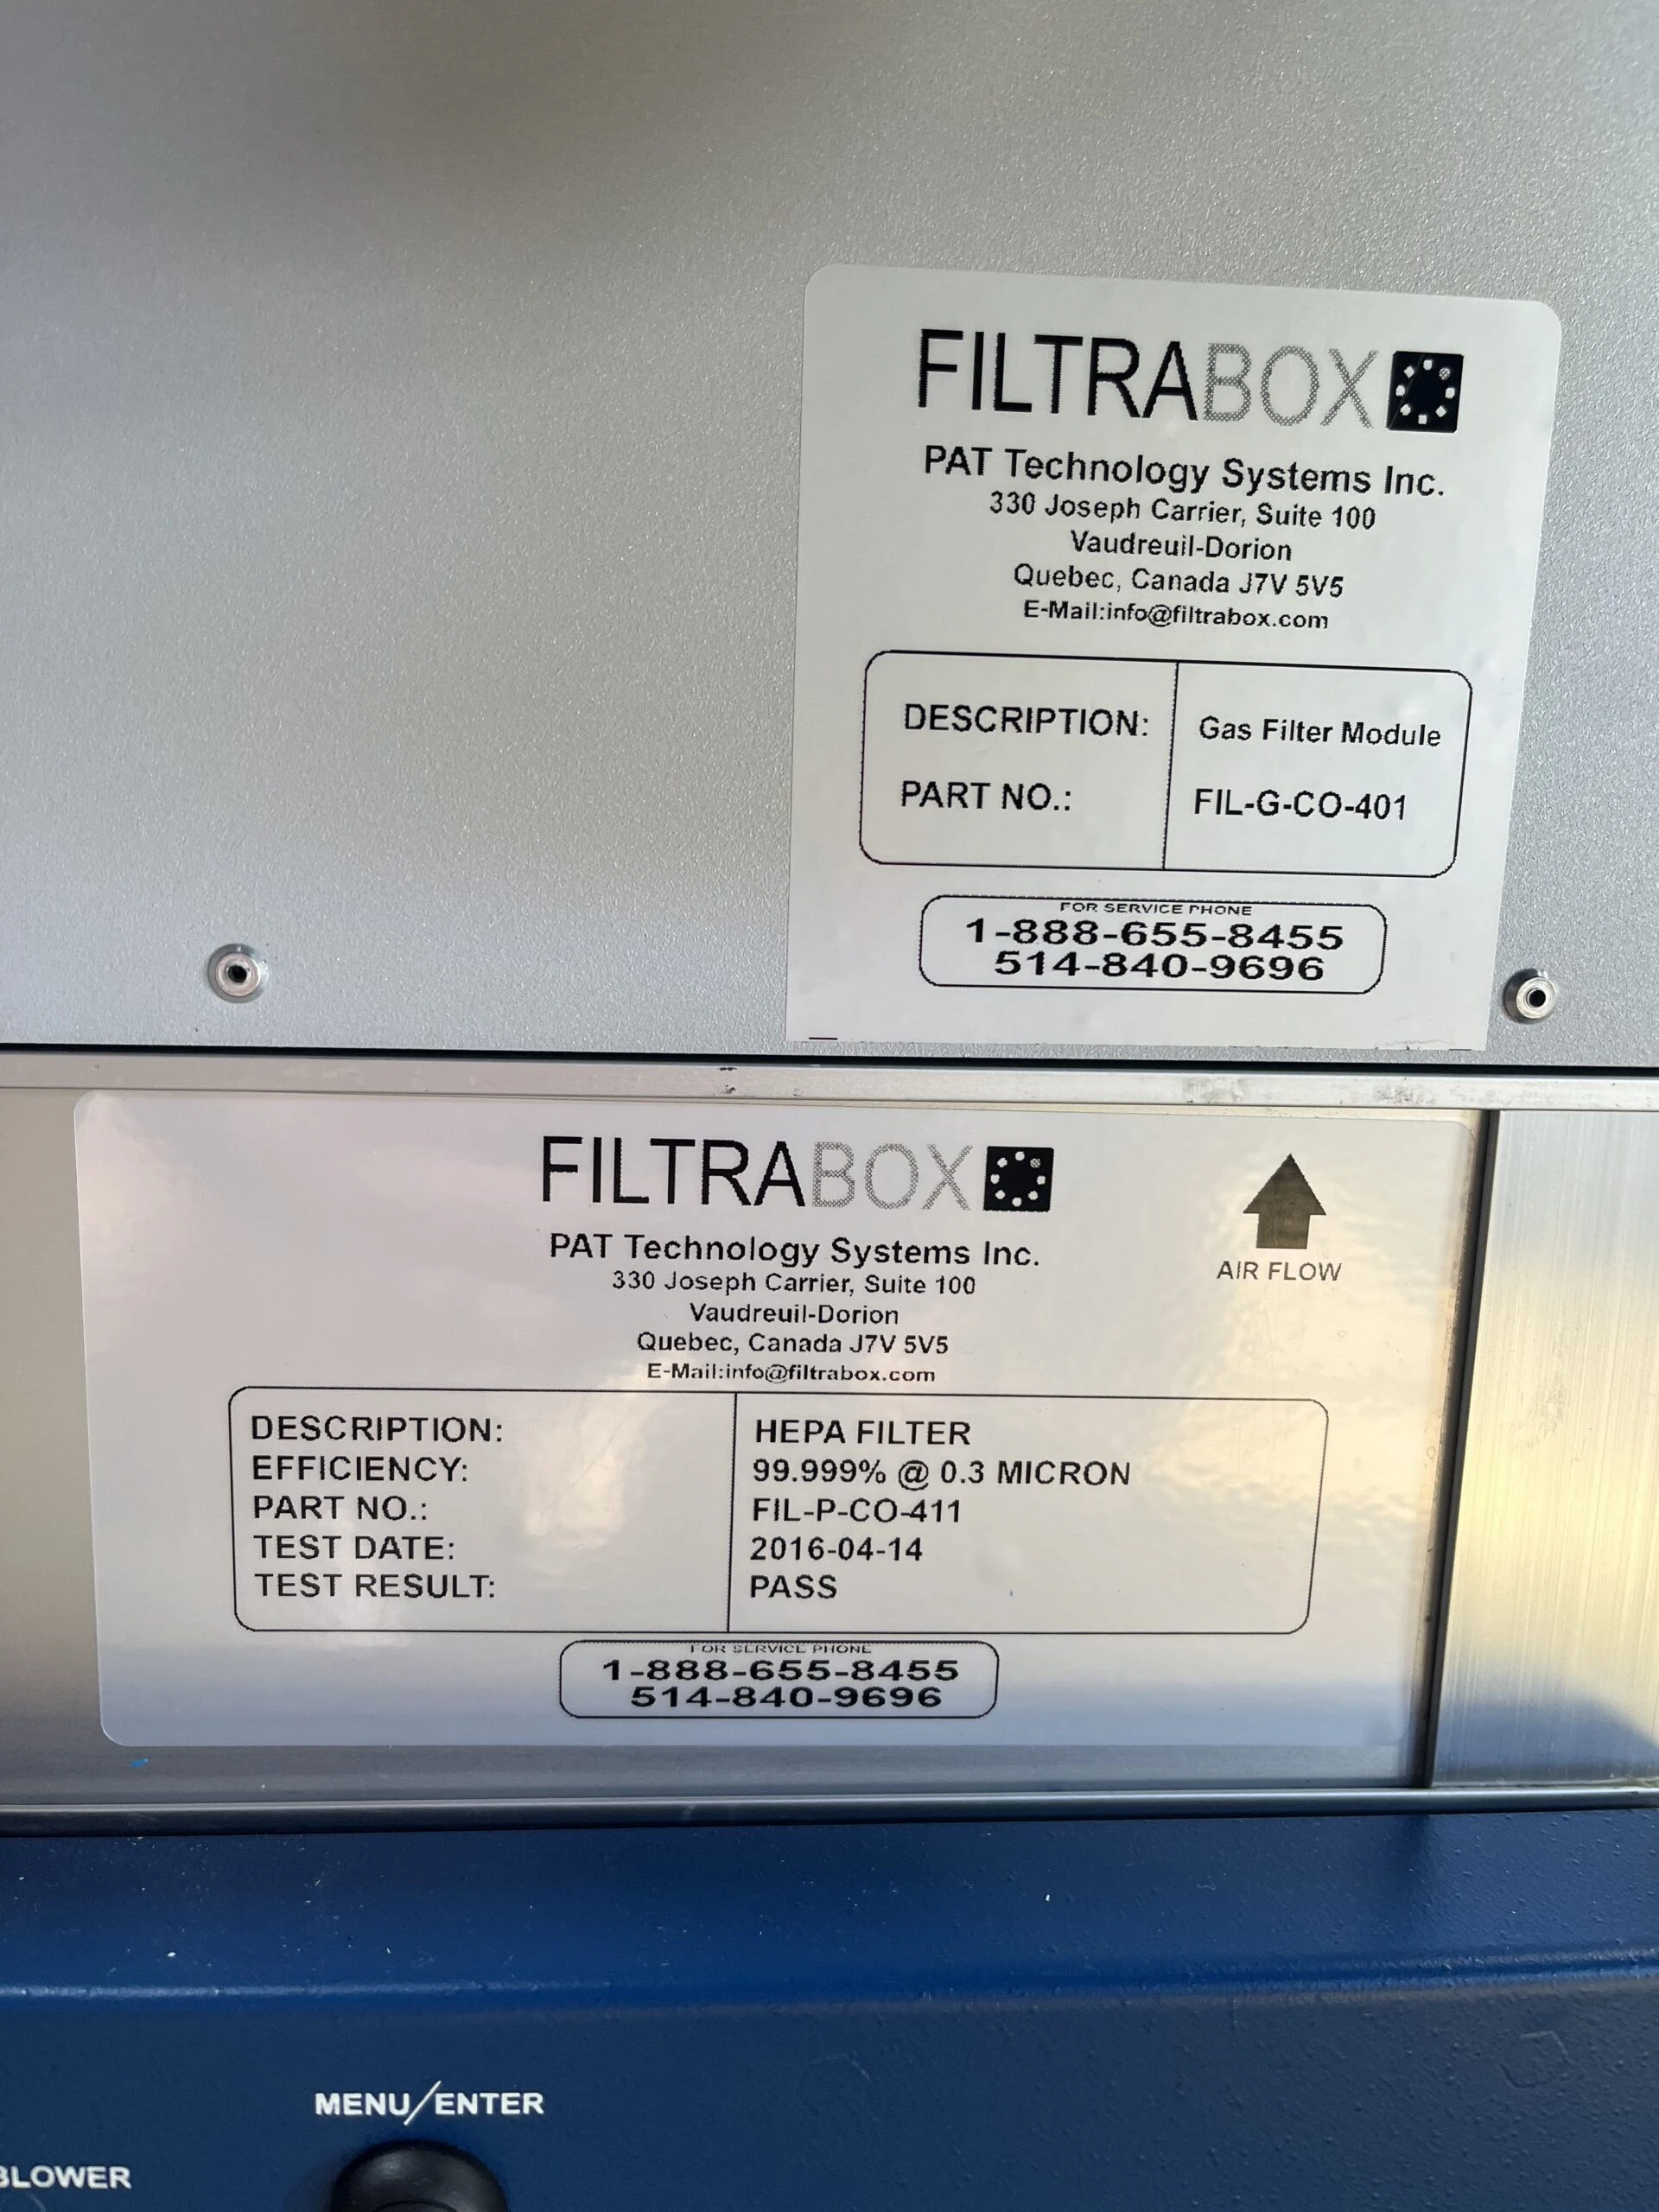 FILTRABOX
PAT Technology Systems Inc.
330 Joseph Carrier, Suite 100
Vaudreuil-Dorion
Quebec, Canada J7V 5V5
E-Mail:info@filtrabox.com
DESCRIPTION: Gas Filter Module
PART NO.: FIL-G-CO-401
FOR SERVICE PHONE
1-888-655-8455
514-840-9696
FILTRABOX
AIR FLOW
PAT Technology Systems Inc.
330 Joseph Carrier, Suite 100
Vaudreuil-Dorion
Quebec, Canada J7V 5V5
E-Mail:info@filtrabox.com
DESCRIPTION: HEPA FILTER
EFFICIENCY: 99.999% @ 0.3 MICRON
PART NO.: FIL-P-CO-411
TEST DATE: 2016-04-14
TEST RESULT: PASS
FOR SERVICE PHONE
1-888-655-8455
514-840-9696
MENU/ENTER
BLOWER